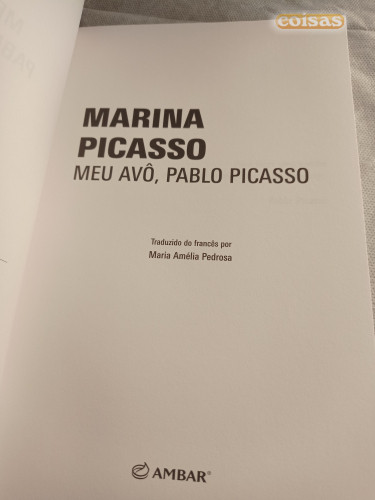 coisas
MARINA
PICASSO
MEU AVÔ, PABLO PICASSO
Traduzido do francês por
Maria Amélia Pedrosa
AMBAR®